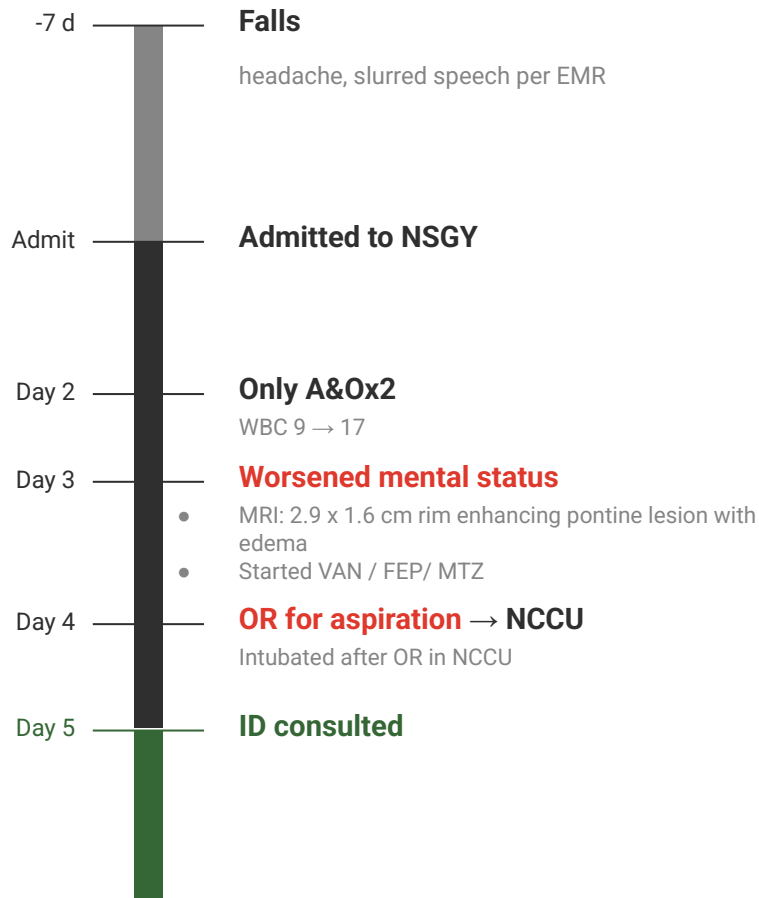 -7 d
Falls
headache, slurred speech per EMR
Admit
Admitted to NSGY
Day 2
Only A&Ox2
WBC 9 → 17
Day 3
Worsened mental status
● MRI: 2.9 x 1.6 cm rim enhancing pontine lesion with
edema
● Started VAN / FEP/ MTZ
Day 4
OR for aspiration → NCCU
Intubated after OR in NCCU
Day 5
ID consulted